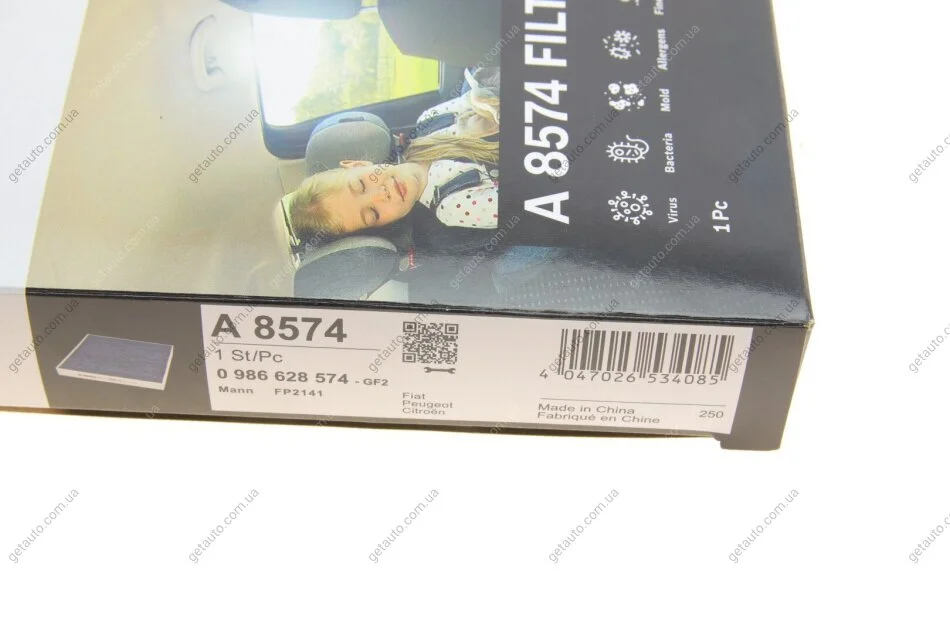 A 8574 FILT
Fine
Allergens
Mold
Bacteria
Virus
1 Pc
A 8574
1 St/Pc
0 986 628 574 - GF2
Mann FP2141
Fiat
Peugeot
Citroën
4 047026 534085
Made in China
Fabriqué en Chine
250
getauto.com.ua